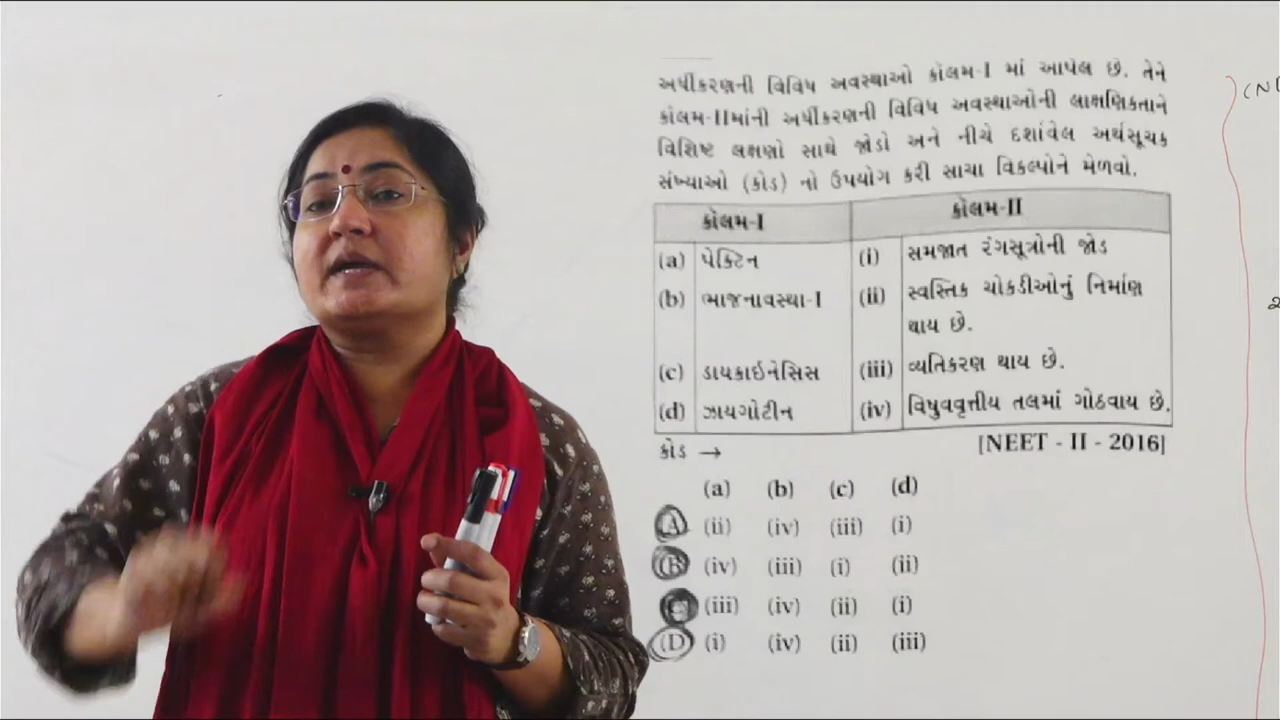 અર્ધીકરણની વિવિધ અવસ્થાઓ કૉલમ-I માં આપેલ છે. તેને
કૉલમ-IIમાંની અર્ધીકરણની વિવિધ અવસ્થાઓની લાક્ષણિકતાને
વિશિષ્ટ લક્ષણો સાથે જોડો અને નીચે દર્શાવેલ અર્થસૂચક
સંખ્યાઓ (કોડ) નો ઉપયોગ કરી સાચા વિકલ્પોને મેળવો.
કૉલમ-I કૉલમ-II
(a) પેક્ટિન (i) સમજાત રંગસૂત્રોની જોડ
(b) ભાજનાવસ્થા-I (ii) સ્વસ્તિક ચોકડીઓનું નિર્માણ
થાય છે.
(c) ડાયકાઈનેસિસ (iii) વ્યતિકરણ થાય છે.
(d) ઝાયગોટીન (iv) વિષુવવૃત્તીય તલમાં ગોઠવાય છે.
કોડ → [NEET - II - 2016]
(a) (b) (c) (d)
(A) (ii) (iv) (iii) (i)
(B) (iv) (iii) (i) (ii)
(C) (iii) (iv) (ii) (i)
(D) (i) (iv) (ii) (iii)